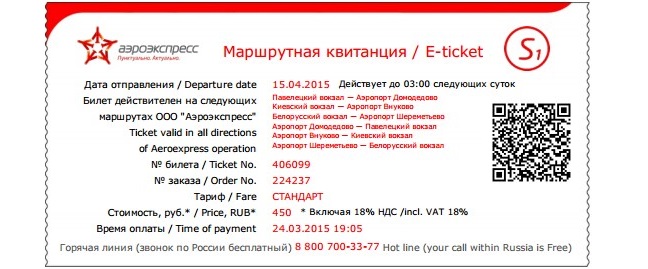 аэроэкспресс
Пунктуально. Актуально.
Маршрутная квитанция / E-ticket
S1
Дата отправления / Departure date 15.04.2015 Действует до 03:00 следующих суток
Билет действителен на следующих
маршрутах ООО "Аэроэкспресс"
Ticket valid in all directions
of Aeroexpress operation
Павелецкий вокзал — Аэропорт Домодедово
Киевский вокзал — Аэропорт Внуково
Белорусский вокзал — Аэропорт Шереметьево
Аэропорт Домодедово — Павелецкий вокзал
Аэропорт Внуково — Киевский вокзал
Аэропорт Шереметьево — Белорусский вокзал
№ билета / Ticket No. 406099
№ заказа / Order No. 224237
Тариф / Fare СТАНДАРТ
Стоимость, руб.* / Price, RUB* 450 * Включая 18% НДС /incl. VAT 18%
Время оплаты / Time of payment 24.03.2015 19:05
Горячая линия (звонок по России бесплатный) 8 800 700-33-77 Hot line (your call within Russia is Free)